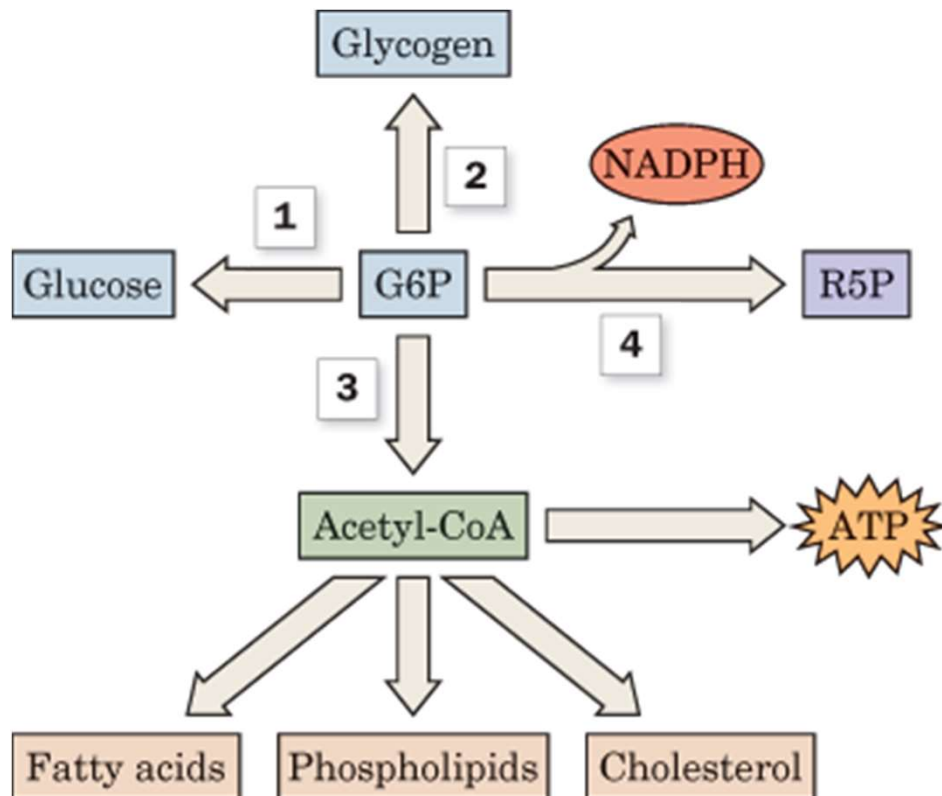 Glycogen
NADPH
2
1
Glucose
G6P
R5P
4
3
Acetyl-CoA
ATP
Fatty acids
Phospholipids
Cholesterol